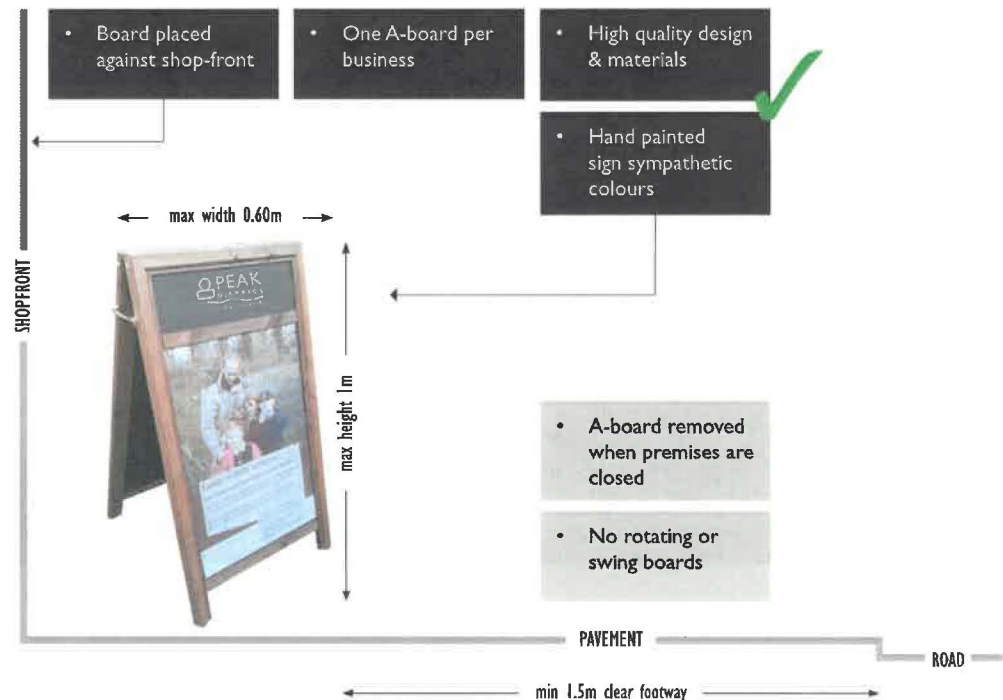 • Board placed
against shop-front
• One A-board per
business
• High quality design
& materials
• Hand painted
sign sympathetic
colours
max width 0.60m
SHOPFRONT
PEAK
max height 1m
• A-board removed
when premises are
closed
• No rotating or
swing boards
PAVEMENT
ROAD
min 1.5m clear footway